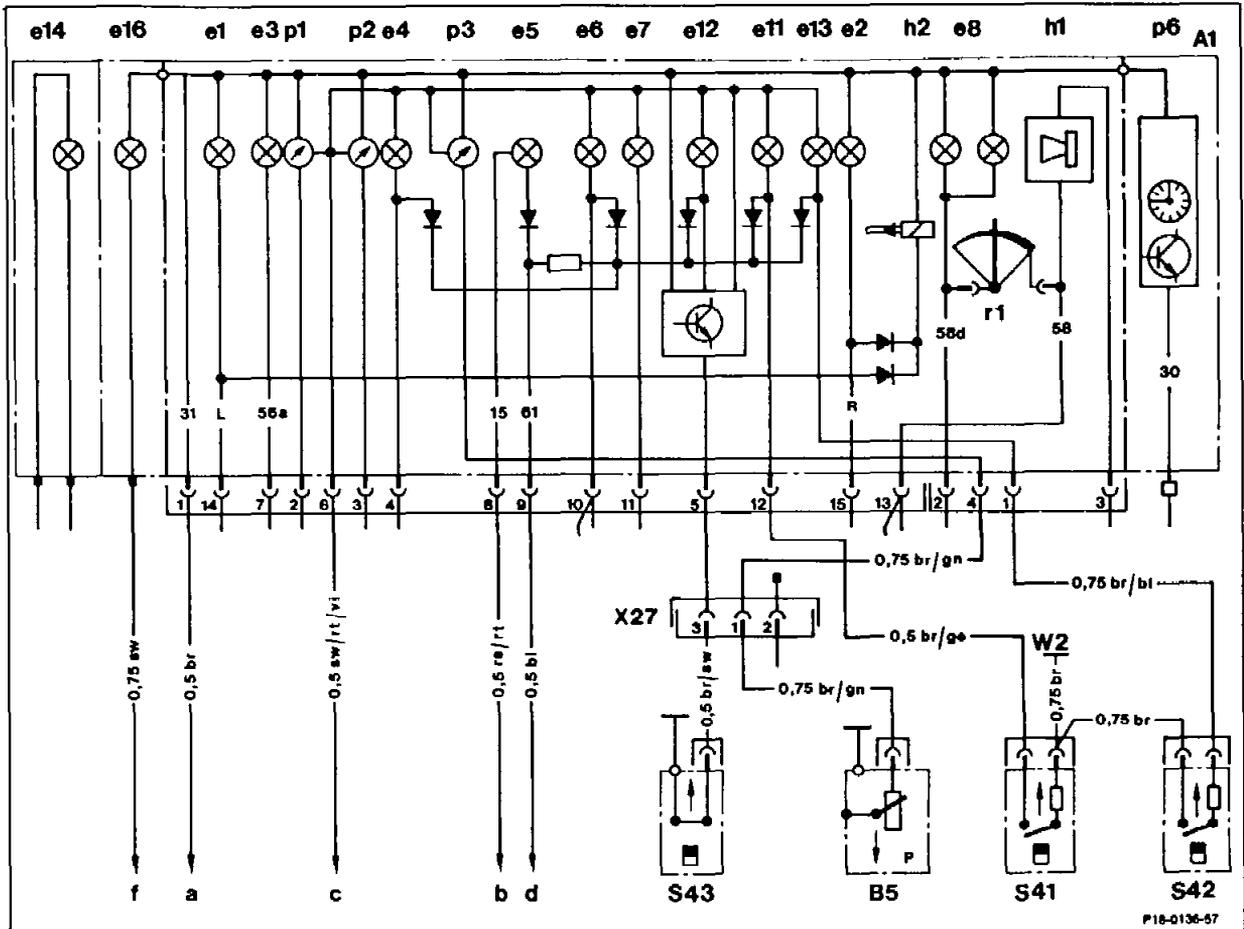 e14 e16 e1 e3 p1 p2 e4 p3 e5 e6 e7 e12 e11 e13 e2 h2 e8 h1 p6 A1
r1
58d 58
30
31 L 56a 15 61 R
1 14 7 2 6 3 4 8 9 10 11 5 12 15 13 2 4 1 3
0,75 br/gn
0,75 br/bl
X27
3 1 2
0,5 br/ge
W2
0,75 sw
0,5 br
0,5 sw/rt/vi
0,5 rs/rt
0,5 bl
0,5 br/sw
0,75 br/gn
0,75 br
0,75 br
P
f a c b d S43 B5 S41 S42
P18-0136-57